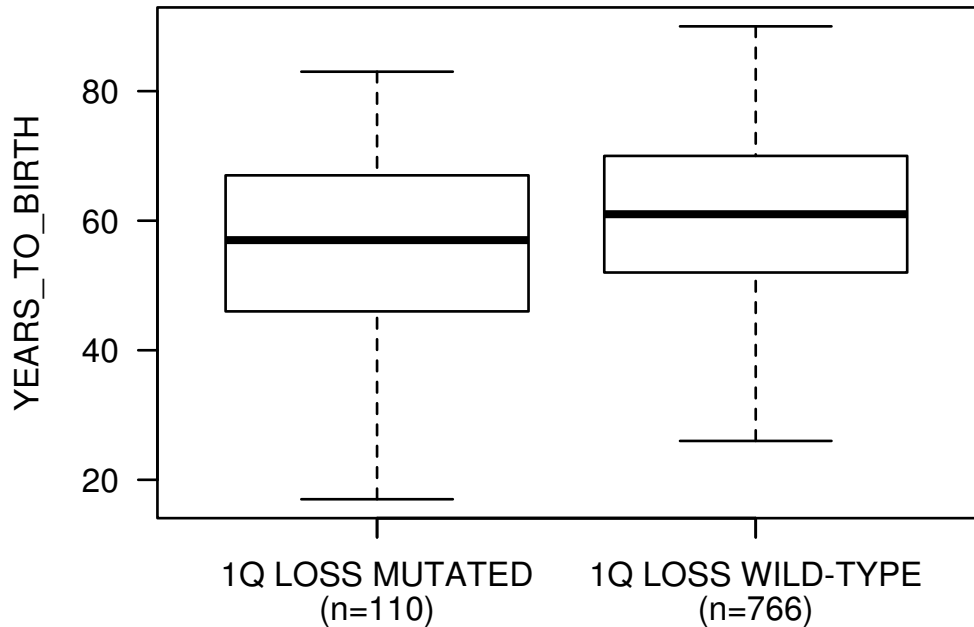 YEARS_TO_BIRTH
80
60
40
20
1Q LOSS MUTATED
(n=110)
1Q LOSS WILD-TYPE
(n=766)